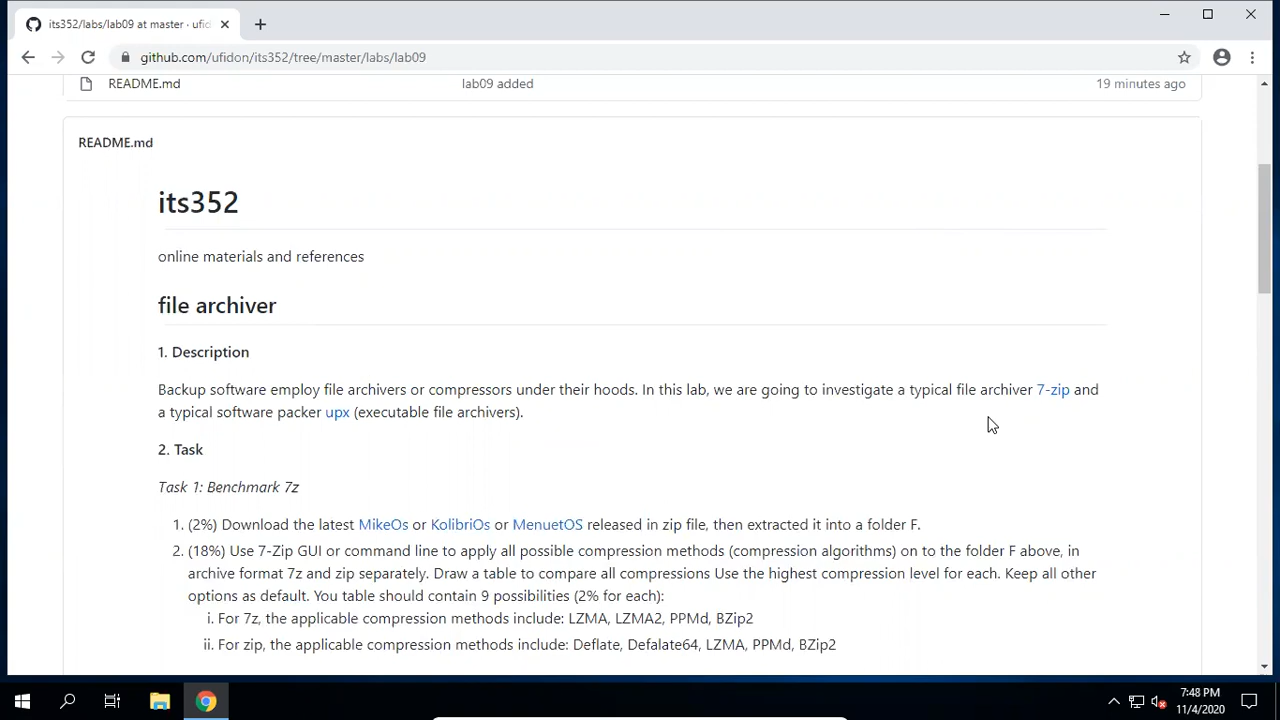 its352/labs/lab09 at master · ufid
github.com/ufidon/its352/tree/master/labs/lab09
README.md lab09 added 19 minutes ago
README.md
its352
online materials and references
file archiver
1. Description
Backup software employ file archivers or compressors under their hoods. In this lab, we are going to investigate a typical file archiver 7-zip and
a typical software packer upx (executable file archivers).
2. Task
Task 1: Benchmark 7z
1. (2%) Download the latest MikeOs or KolibriOs or MenuetOS released in zip file, then extracted it into a folder F.
2. (18%) Use 7-Zip GUI or command line to apply all possible compression methods (compression algorithms) on to the folder F above, in
archive format 7z and zip separately. Draw a table to compare all compressions Use the highest compression level for each. Keep all other
options as default. You table should contain 9 possibilities (2% for each):
i. For 7z, the applicable compression methods include: LZMA, LZMA2, PPMd, BZip2
ii. For zip, the applicable compression methods include: Deflate, Defalate64, LZMA, PPMd, BZip2
7:48 PM
11/4/2020